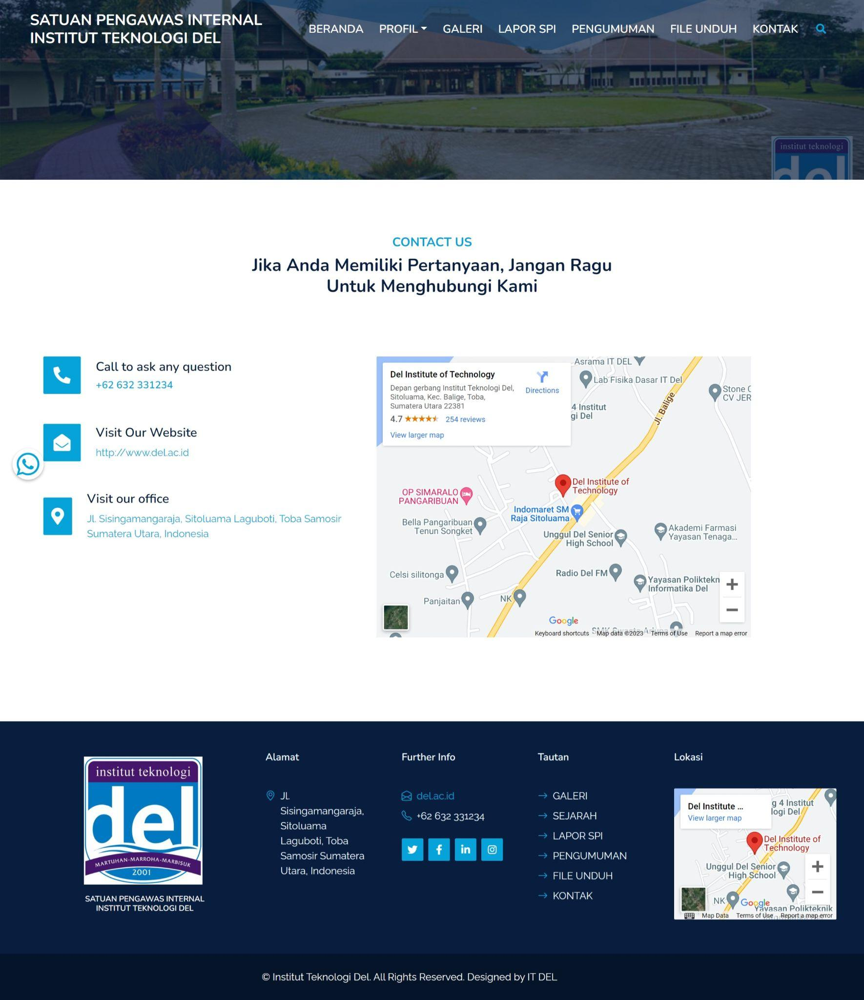 SATUAN PENGAWAS INTERNAL
INSTITUT TEKNOLOGI DEL
BERANDA
PROFIL
GALERI
LAPOR SPI
PENGUMUMAN
FILE UNDUH
KONTAK
institut teknologi
del
CONTACT US
Jika Anda Memiliki Pertanyaan, Jangan Ragu
Untuk Menghubungi Kami
Call to ask any question
+62 632 331234
Visit Our Website
http://www.del.ac.id
Visit our office
Jl. Sisingamangaraja, Sitoluama Laguboti, Toba Samosir
Sumatera Utara, Indonesia
Del Institute of Technology
Depan gerbang Institut Teknologi Del,
Sitoluama, Kec. Balige, Toba,
Sumatera Utara 22381
4.7
254 reviews
View larger map
Directions
Asrama IT DEL
Lab Fisika Dasar IT Del
Stone C
CV JER
4 Institut
gi Del
Jl. Balige
Del Institute of
Technology
OP SIMARALO
PANGARIBUAN
Indomaret SM
Raja Sitoluama
Bella Pangaribuan
Tenun Songket
Unggul Del Senior
High School
Akademi Farmasi
Yayasan Tenaga...
Celsi silitonga
Radio Del FM
Yayasan Poliktekn
Informatika Del
Panjaitan
NK
Google
SMK Swasta Arjuna
Keyboard shortcuts
Map data ©2023
Terms of Use
Report a map error
institut teknologi
del
MARTUHAN-MARROHA-MARBISUK
2001
SATUAN PENGAWAS INTERNAL
INSTITUT TEKNOLOGI DEL
Alamat
Jl.
Sisingamangaraja,
Sitoluama
Laguboti, Toba
Samosir Sumatera
Utara, Indonesia
Further Info
del.ac.id
+62 632 331234
Tautan
GALERI
SEJARAH
LAPOR SPI
PENGUMUMAN
FILE UNDUH
KONTAK
Lokasi
Del Institute ...
View larger map
g 4 Institut
logi Del
Del Institute of
Technology
Unggul Del Senior
High School
NK
Google
Yayasan Polikteknik
Map Data
Terms of Use
Report a map error
© Institut Teknologi Del. All Rights Reserved. Designed by IT DEL